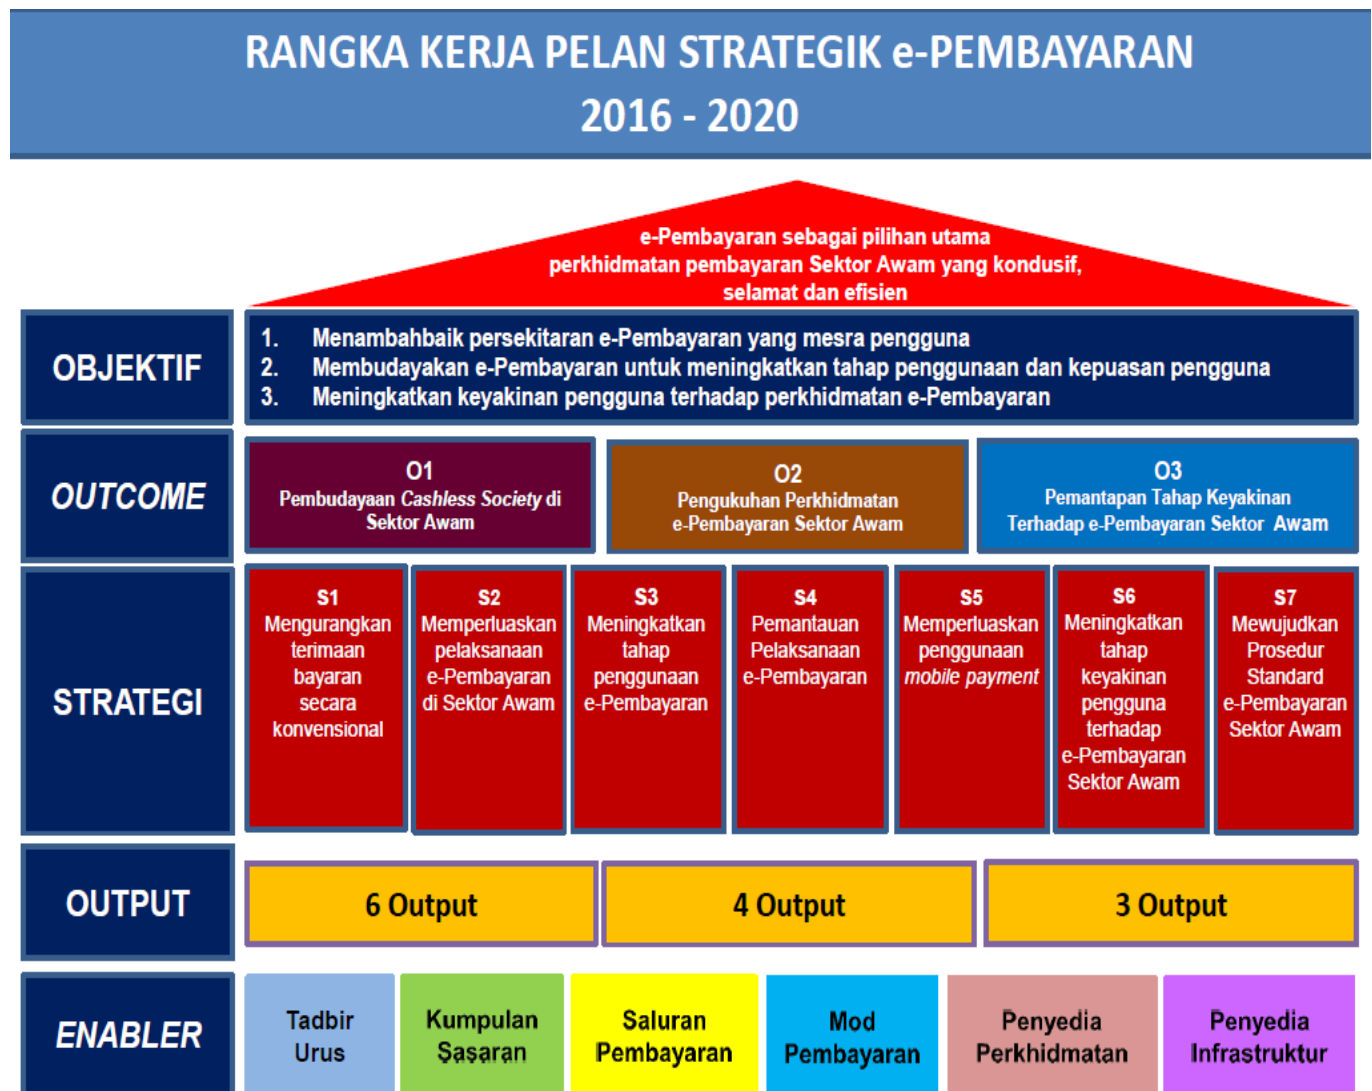 RANGKA KERJA PELAN STRATEGIK e-PEMBAYARAN
2016 - 2020
e-Pembayaran sebagai pilihan utama
perkhidmatan pembayaran Sektor Awam yang kondusif,
selamat dan efisien
OBJEKTIF
1. Menambahbaik persekitaran e-Pembayaran yang mesra pengguna
2. Membudayakan e-Pembayaran untuk meningkatkan tahap penggunaan dan kepuasan pengguna
3. Meningkatkan keyakinan pengguna terhadap perkhidmatan e-Pembayaran
OUTCOME
O1
Pembudayaan Cashless Society di
Sektor Awam
O2
Pengukuhan Perkhidmatan
e-Pembayaran Sektor Awam
O3
Pemantapan Tahap Keyakinan
Terhadap e-Pembayaran Sektor Awam
STRATEGI
S1
Mengurangkan
terimaan
bayaran
secara
konvensional
S2
Memperluaskan
pelaksanaan
e-Pembayaran
di Sektor Awam
S3
Meningkatkan
tahap
penggunaan
e-Pembayaran
S4
Pemantauan
Pelaksanaan
e-Pembayaran
S5
Memperluaskan
penggunaan
mobile payment
S6
Meningkatkan
tahap
keyakinan
pengguna
terhadap
e-Pembayaran
Sektor Awam
S7
Mewujudkan
Prosedur
Standard
e-Pembayaran
Sektor Awam
OUTPUT
6 Output
4 Output
3 Output
ENABLER
Tadbir
Urus
Kumpulan
Sasaran
Saluran
Pembayaran
Mod
Pembayaran
Penyedia
Perkhidmatan
Penyedia
Infrastruktur